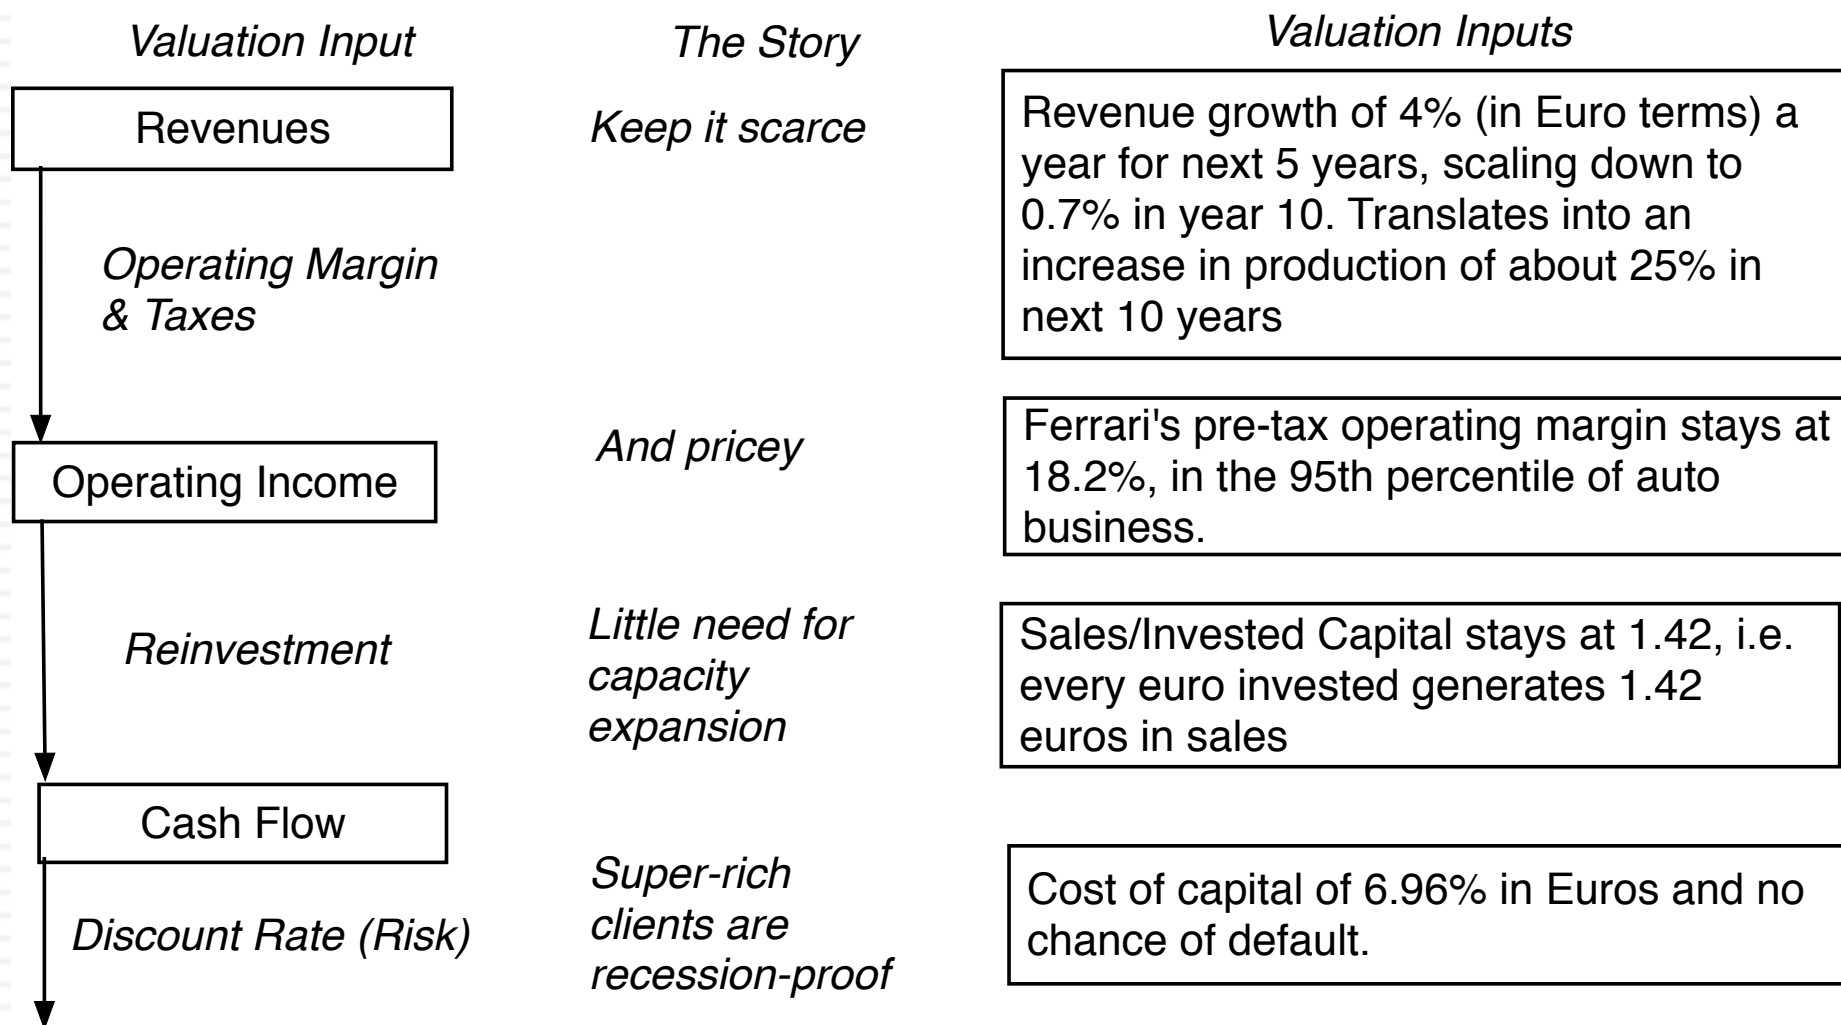 Valuation Input
The Story
Valuation Inputs
Revenues
Keep it scarce
Revenue growth of 4% (in Euro terms) a
year for next 5 years, scaling down to
0.7% in year 10. Translates into an
increase in production of about 25% in
next 10 years
Operating Margin
& Taxes
Operating Income
And pricey
Ferrari's pre-tax operating margin stays at
18.2%, in the 95th percentile of auto
business.
Reinvestment
Little need for
capacity
expansion
Sales/Invested Capital stays at 1.42, i.e.
every euro invested generates 1.42
euros in sales
Cash Flow
Discount Rate (Risk)
Super-rich
clients are
recession-proof
Cost of capital of 6.96% in Euros and no
chance of default.